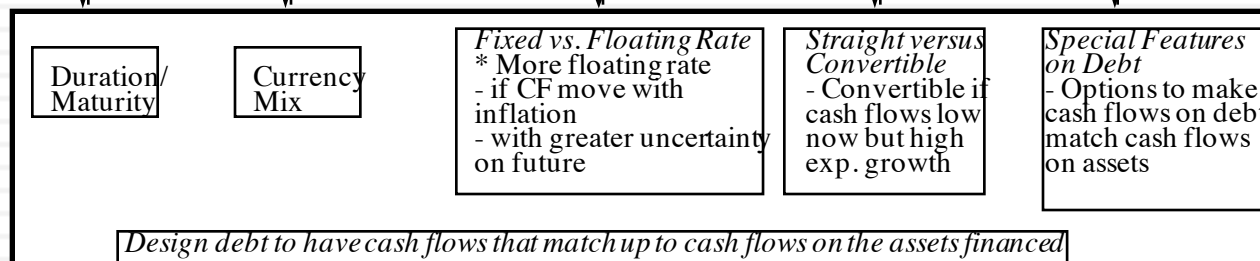 Duration/
Maturity
Currency
Mix
Fixed vs. Floating Rate
* More floating rate
- if CF move with
inflation
- with greater uncertainty
on future
Straight versus
Convertible
- Convertible if
cash flows low
now but high
exp. growth
Special Features
on Debt
- Options to make
cash flows on deb
match cash flows
on assets
Design debt to have cash flows that match up to cash flows on the assets financed